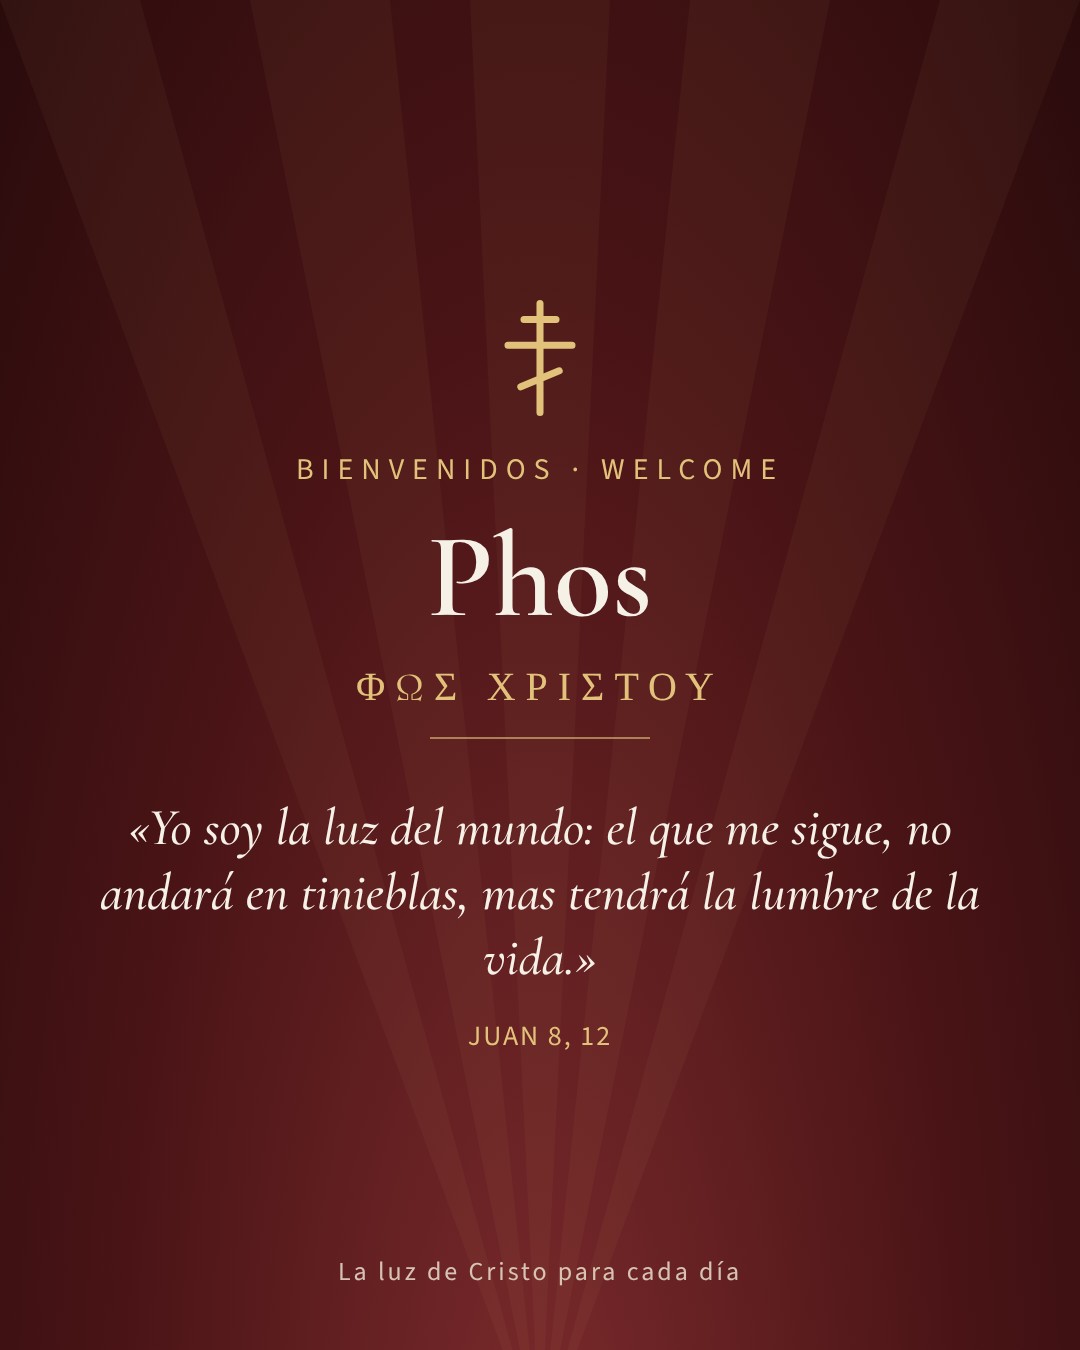 BIENVENIDOS · WELCOME
Phos
ΦΩΣ ΧΡΙΣΤΟΥ
«Yo soy la luz del mundo: el que me sigue, no
andará en tinieblas, mas tendrá la lumbre de la
vida.»
JUAN 8, 12
La luz de Cristo para cada día